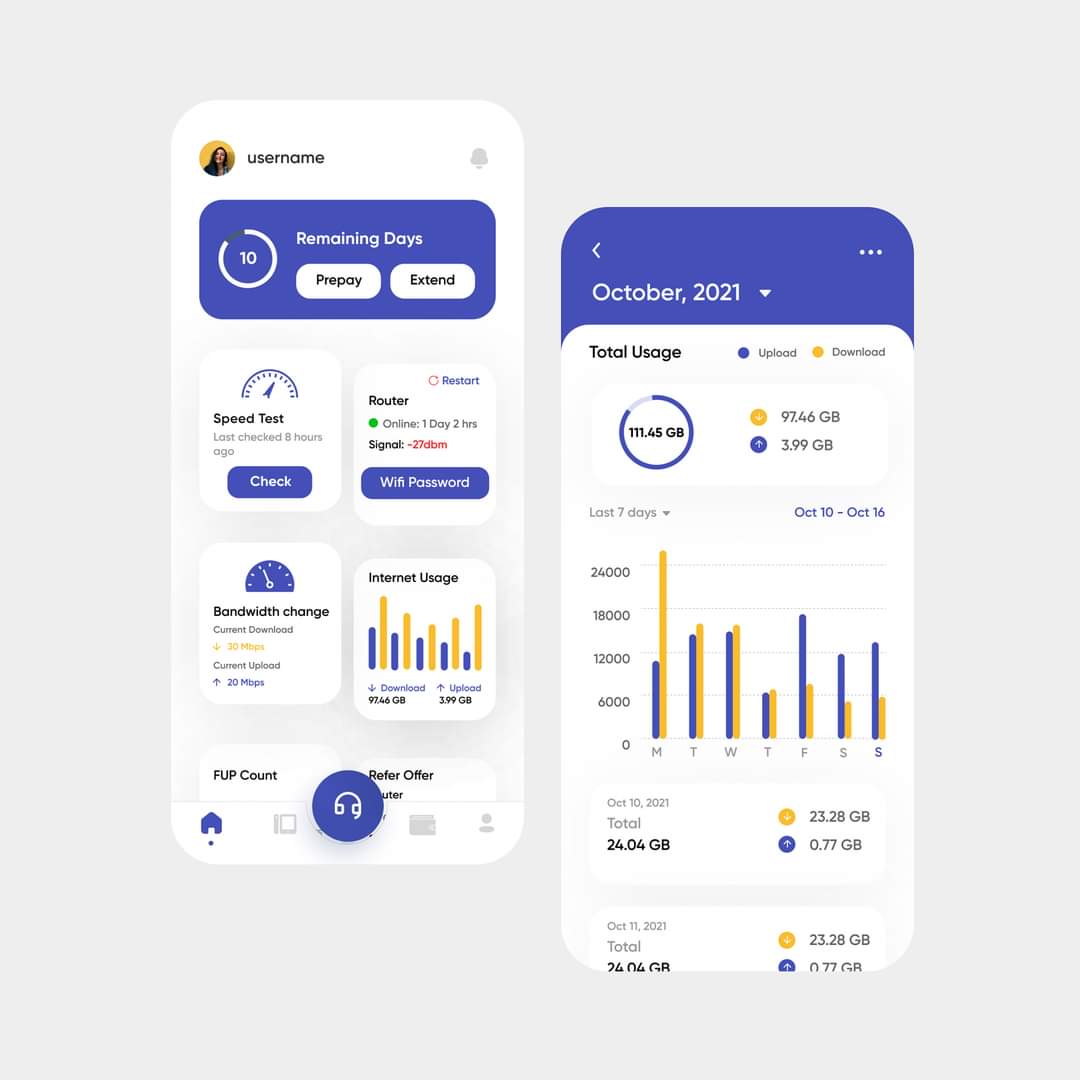 username
10
Remaining Days
Prepay
Extend
Speed Test
Last checked 8 hours
ago
Check
Restart
Router
Online: 1 Day 2 hrs
Signal: -27dbm
Wifi Password
Bandwidth change
Current Download
30 Mbps
Current Upload
20 Mbps
Internet Usage
Download
Upload
97.46 GB
3.99 GB
FUP Count
Refer Offer
October, 2021
Total Usage
Upload
Download
111.45 GB
97.46 GB
3.99 GB
Last 7 days
Oct 10 - Oct 16
24000
18000
12000
6000
0
M T W T F S S
Oct 10, 2021
Total
24.04 GB
23.28 GB
0.77 GB
Oct 11, 2021
Total
24.04 GB
23.28 GB
0.77 GB